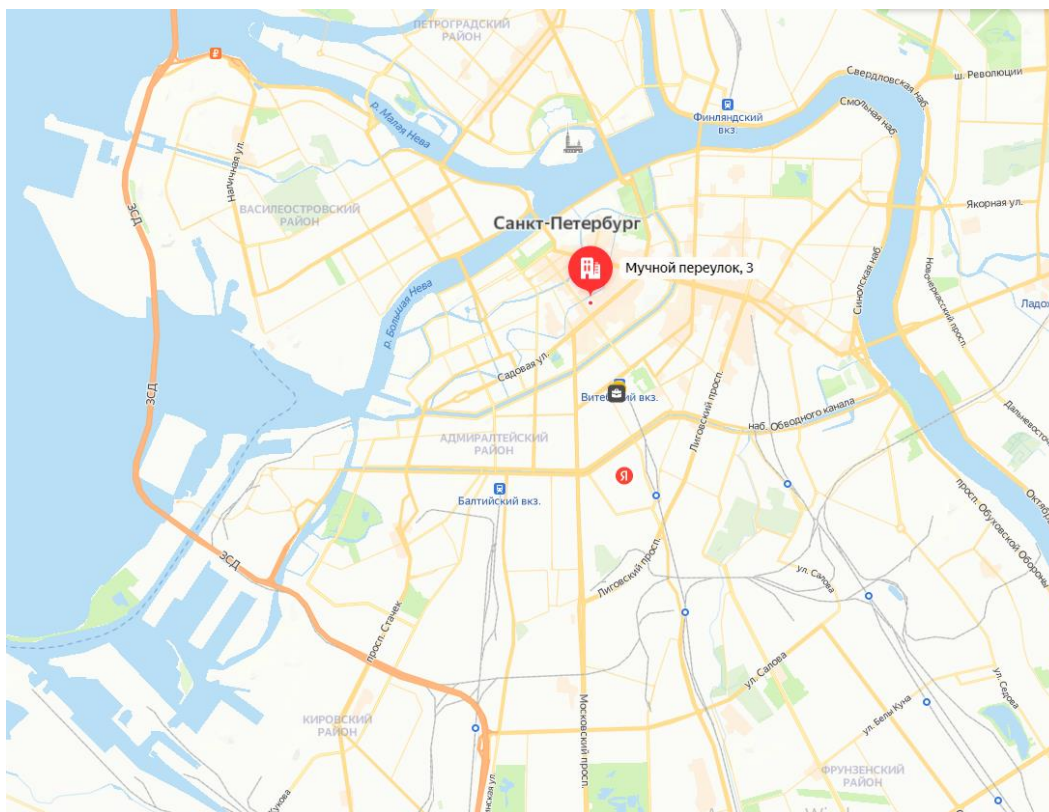 ПЕТРОГРАДСКИЙ
РАЙОН
Свердловская наб.
ш. Революции
Смольная наб.
Финляндский
вкз.
р. Малая Нева
Наличная ул.
ЗСД
ВАСИЛЕОСТРОВСКИЙ
РАЙОН
Якорная ул.
Санкт-Петербург
Мучной переулок, 3
Синопская наб.
Новочеркасский просп.
р. Большая Нева
Садовая ул.
ЗСД
Лиговский просп.
наб. Обводного канала
АДМИРАЛТЕЙСКИЙ
РАЙОН
Я
Балтийский вкз.
просп. Обуховской Обороны
ЗСД
Лиговский просп.
просп. Стачек
ул. Салова
ул. Салова
ул. Седова
КИРОВСКИЙ
РАЙОН
Московский просп.
ул. Белы Куна
ФРУНЗЕНСКИЙ
РАЙОН